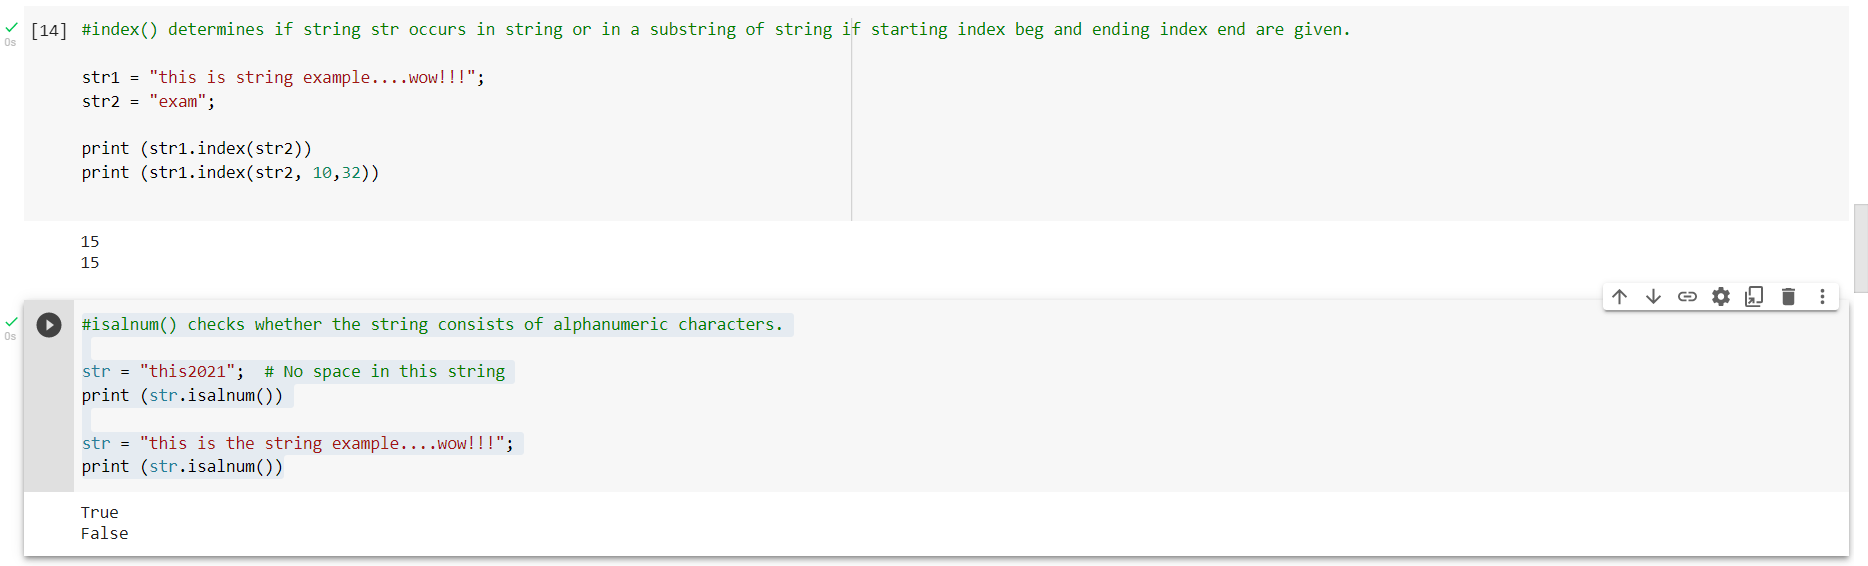 [14] #index() determines if string str occurs in string or in a substring of string if starting index beg and ending index end are given.
0s
str1 = "this is string example....wow!!!";
str2 = "exam";
print (str1.index(str2))
print (str1.index(str2, 10,32))
15
15
#isalnum() checks whether the string consists of alphanumeric characters.
0s
str = "this2021";  # No space in this string
print (str.isalnum())
str = "this is the string example....wow!!!";
print (str.isalnum())
True
False